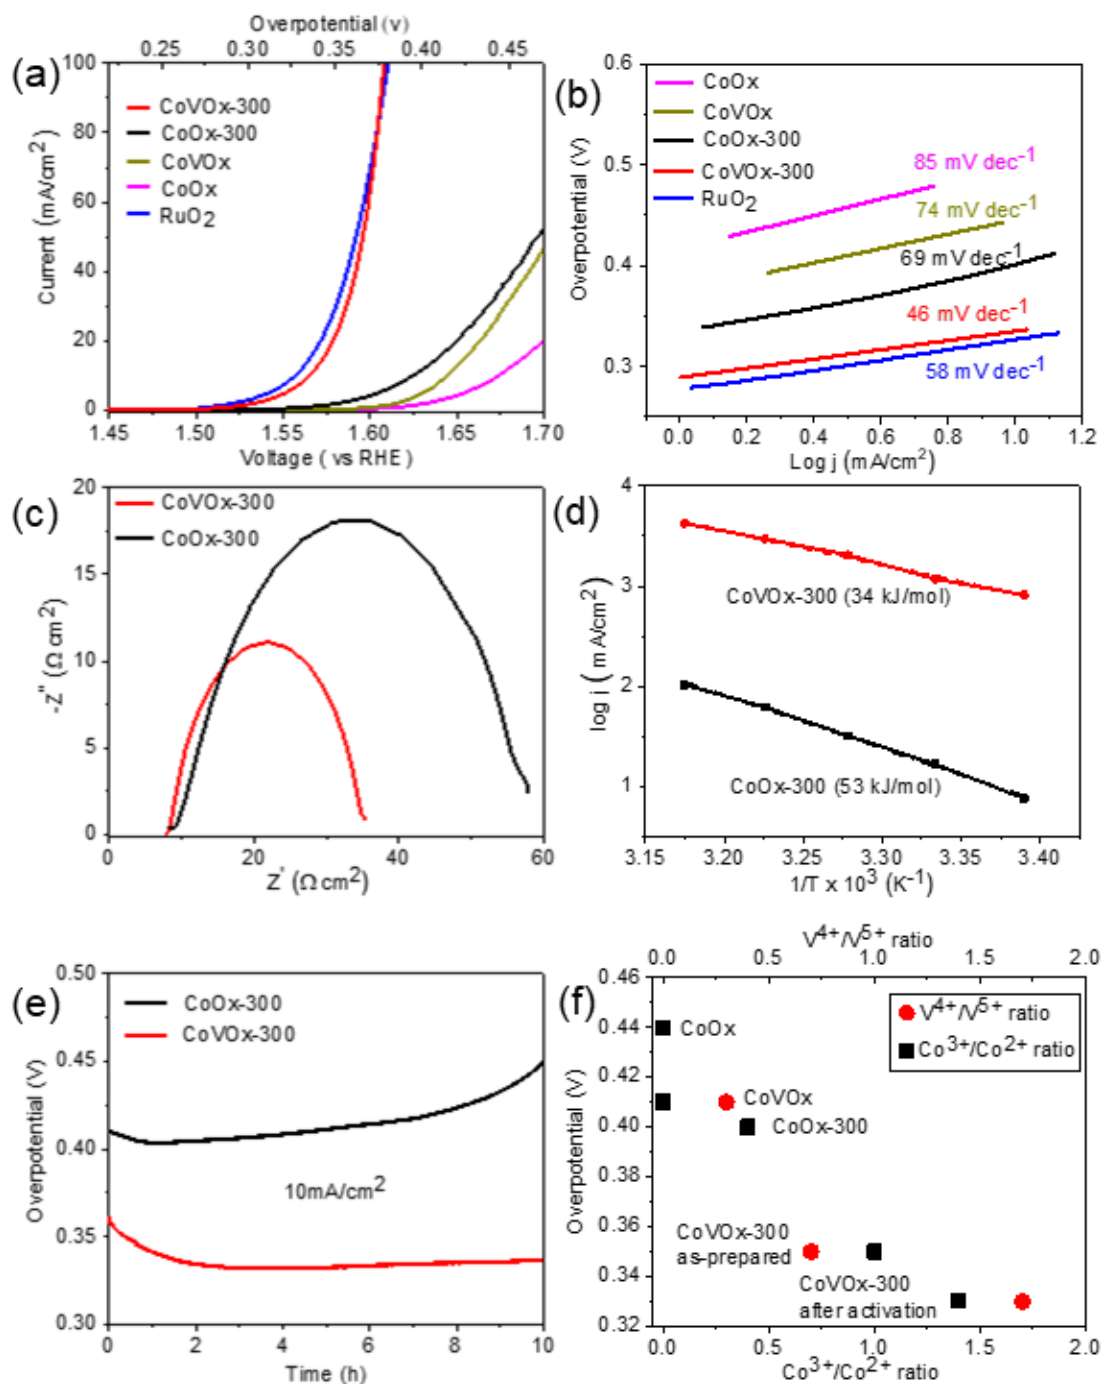 (a)
Overpotential (v)
0.25 0.30 0.35 0.40 0.45
100
80
60
40
20
0
Current (mA/cm²)
CoVOx-300
CoOx-300
CoVOx
CoOx
RuO₂
1.45 1.50 1.55 1.60 1.65 1.70
Voltage ( vs RHE)
(b)
CoOx
CoVOx
CoOx-300
CoVOx-300
RuO₂
0.6
0.5
0.4
0.3
Overpotential (V)
85 mV dec⁻¹
74 mV dec⁻¹
69 mV dec⁻¹
46 mV dec⁻¹
58 mV dec⁻¹
0.0 0.2 0.4 0.6 0.8 1.0 1.2
Log j (mA/cm²)
(c)
20
15
10
5
0
-Z" (Ω cm²)
CoVOx-300
CoOx-300
0 20 40 60
Z' (Ω cm²)
(d)
4
3
2
1
log j ( mA/cm²)
CoVOx-300 (34 kJ/mol)
CoOx-300 (53 kJ/mol)
3.15 3.20 3.25 3.30 3.35 3.40
1/T x 10³ (K⁻¹)
(e)
0.50
0.45
0.40
0.35
0.30
Overpotential (V)
CoOx-300
CoVOx-300
10mA/cm²
0 2 4 6 8 10
Time (h)
(f)
V⁴⁺/V⁵⁺ ratio
0.0 0.5 1.0 1.5 2.0
0.46
0.44
0.42
0.40
0.38
0.36
0.34
0.32
Overpotential (V)
V⁴⁺/V⁵⁺ ratio
Co³⁺/Co²⁺ ratio
CoOx
CoVOx
CoOx-300
CoVOx-300
as-prepared
CoVOx-300
after activation
0.0 0.5 1.0 1.5 2.0
Co³⁺/Co²⁺ ratio